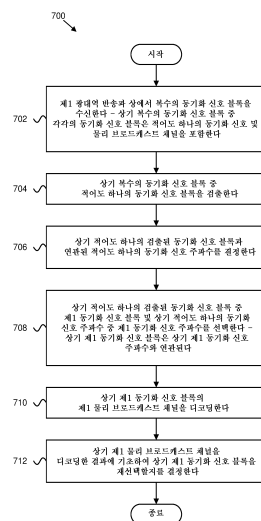 700
시작
702
제1 광대역 반송파 상에서 복수의 동기화 신호 블록을
수신한다 - 상기 복수의 동기화 신호 블록 중
각각의 동기화 신호 블록은 적어도 하나의 동기화 신호 및
물리 브로드캐스트 채널을 포함한다
704
상기 복수의 동기화 신호 블록 중
적어도 하나의 동기화 신호 블록을 검출한다
706
상기 적어도 하나의 검출된 동기화 신호 블록과
연관된 적어도 하나의 동기화 신호 주파수를 결정한다
708
상기 적어도 하나의 검출된 동기화 신호 블록 중
제1 동기화 신호 블록 및 상기 적어도 하나의 동기화
신호 주파수 중 제1 동기화 신호 주파수를 선택한다 -
상기 제1 동기화 신호 블록은 상기 제1 동기화 신호
주파수와 연관된다
710
상기 제1 동기화 신호 블록의
제1 물리 브로드캐스트 채널을 디코딩한다
712
상기 제1 물리 브로드캐스트 채널을
디코딩한 결과에 기초하여 상기 제1 동기화 신호 블록을
재선택할지를 결정한다
종료